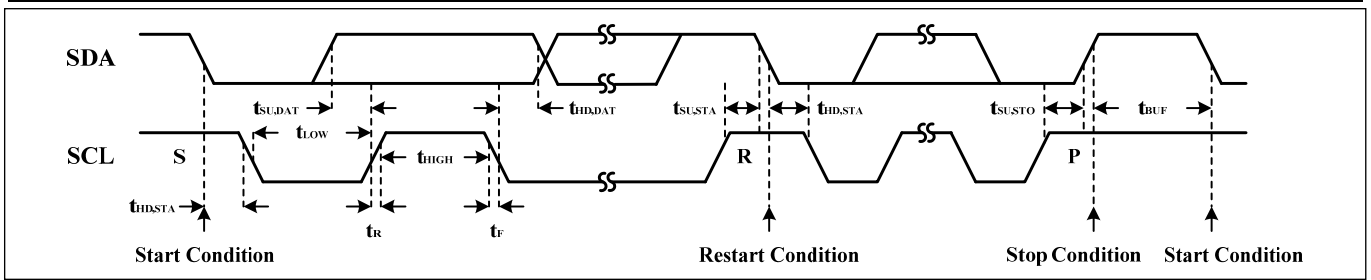 SDA
tSU,DAT tHD,DAT tSU,STA tHD,STA tSU,STO tBUF
tLOW
SCL S tHIGH R P
tHD,STA
tR tF
Start Condition Restart Condition Stop Condition Start Condition